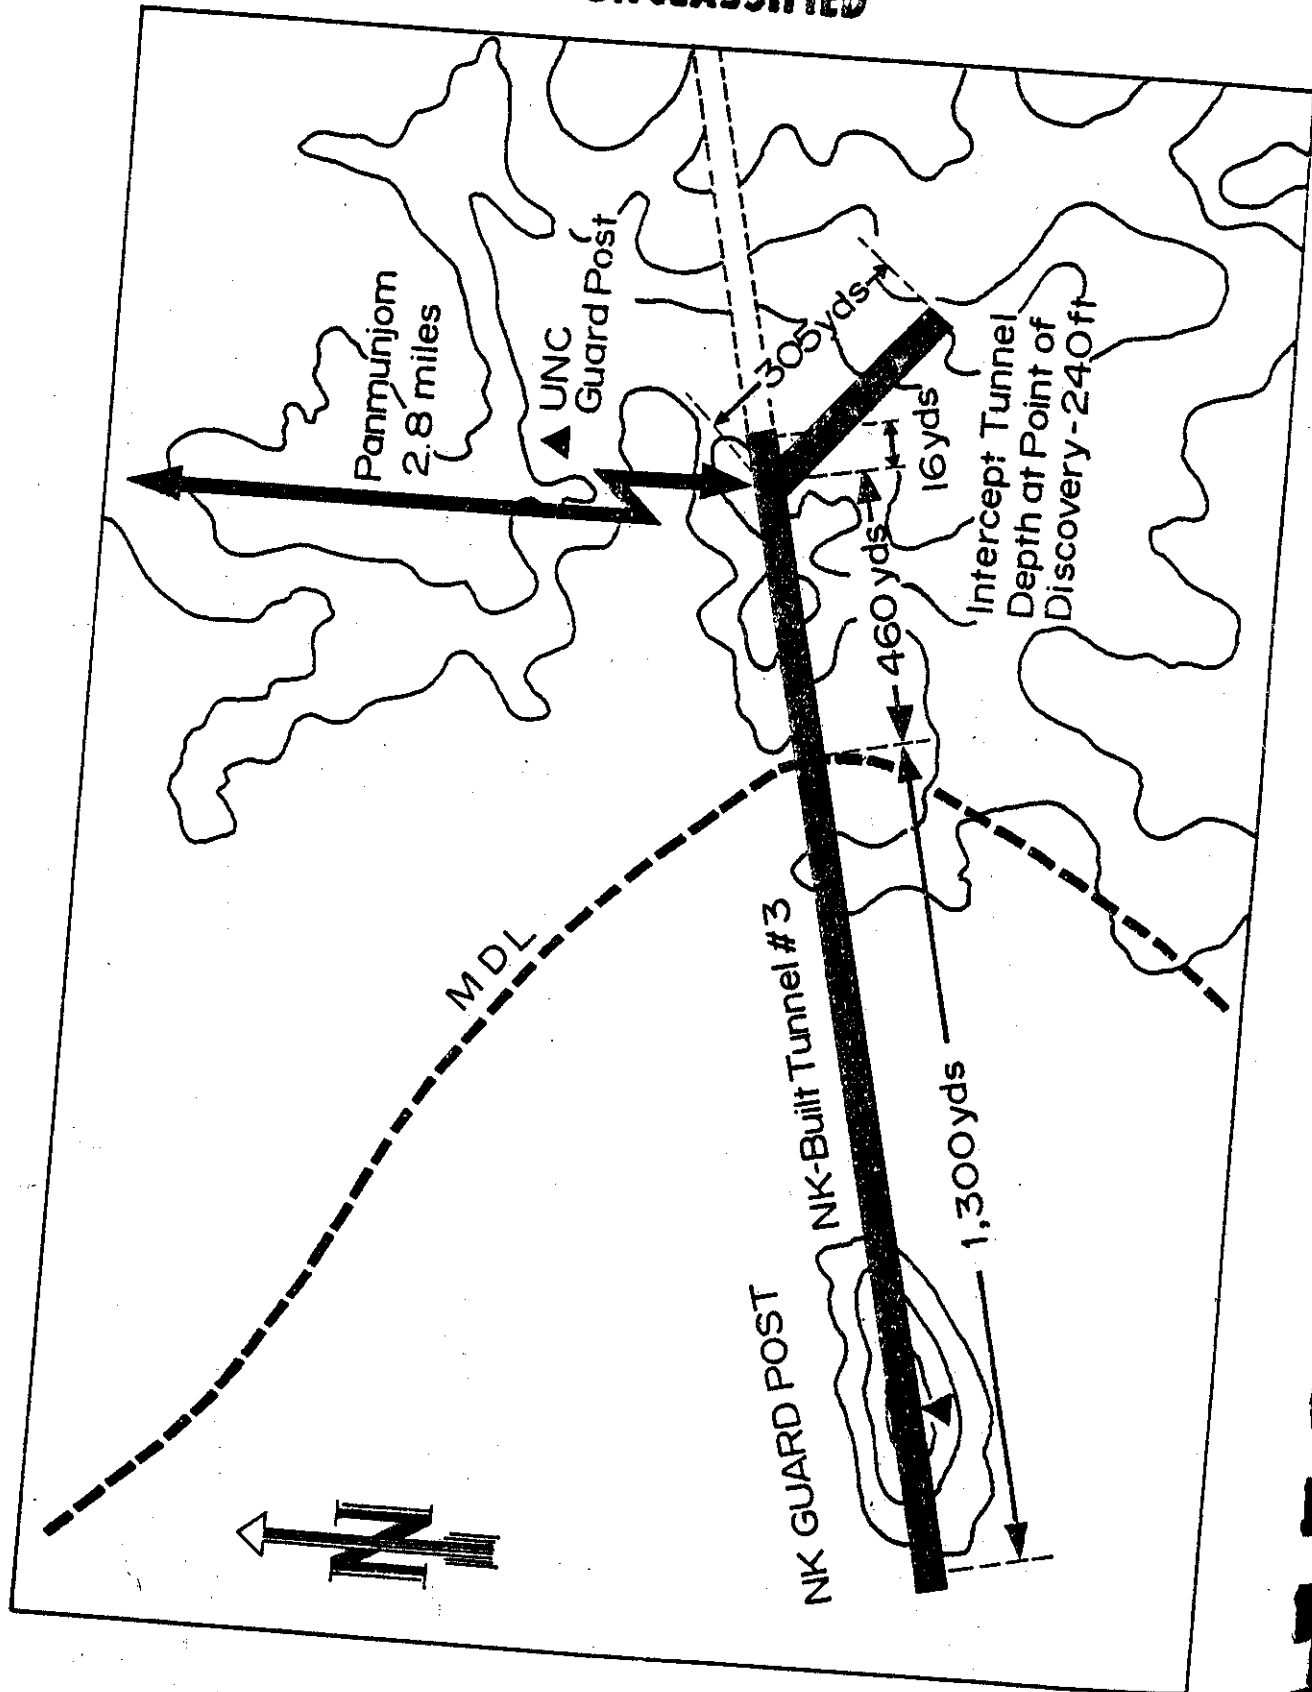 UNCLASSIFIED
Panmunjom
2.8 miles
UNC
Guard Post
MDL
305yds
16yds
460yds
Intercept Tunnel
Depth at Point of
Discovery-240ft
NK-Built Tunnel #3
1,300yds
NK GUARD POST
N